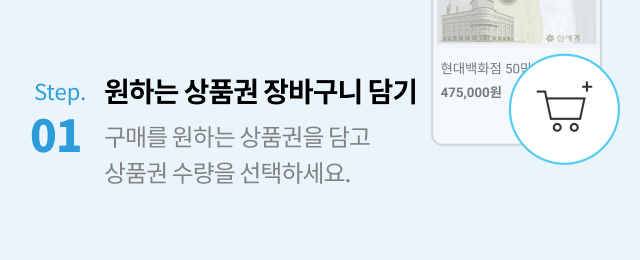 신세계
현대백화점 50만
475,000원
Step.
01
원하는 상품권 장바구니 담기
구매를 원하는 상품권을 담고
상품권 수량을 선택하세요.